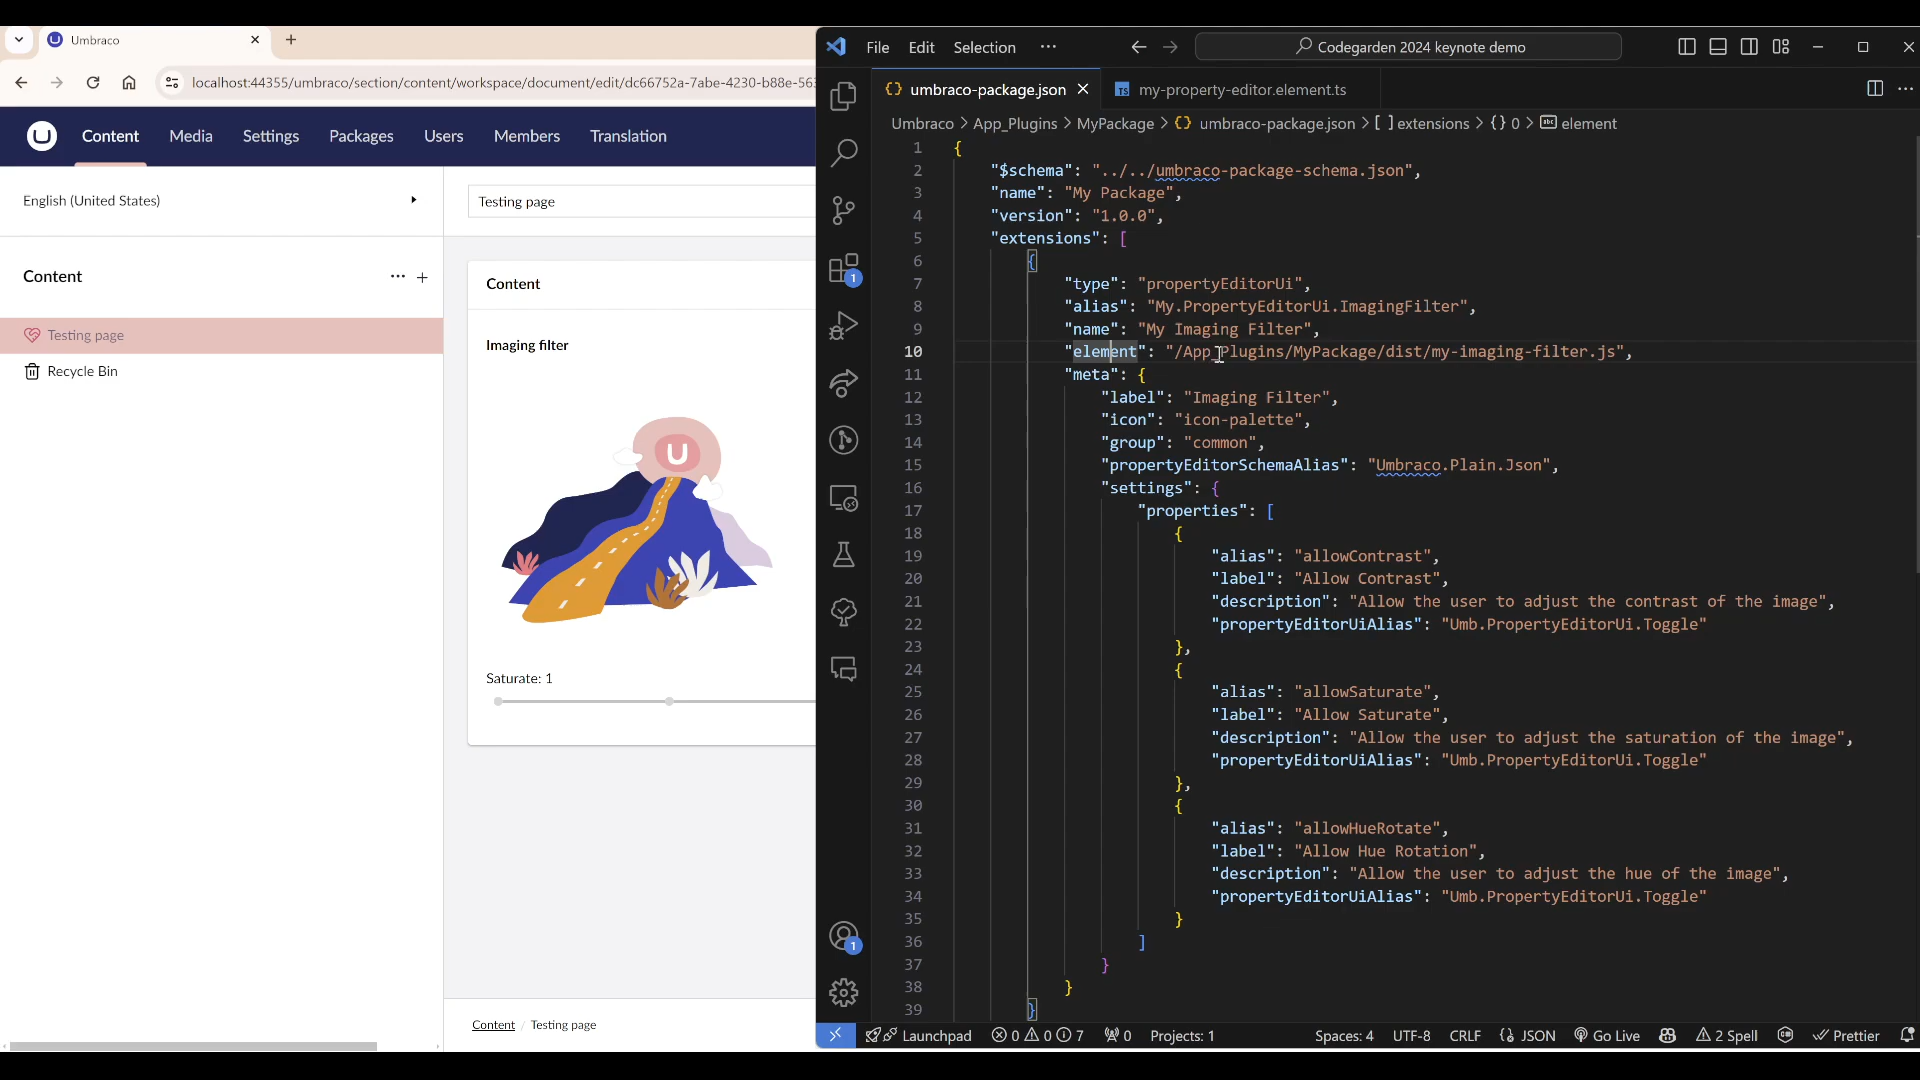 Umbraco
localhost:44355/umbraco/section/content/workspace/document/edit/dc66752a-7abe-4230-b88e-563
Content Media Settings Packages Users Members Translation
English (United States)
Testing page
Content
Testing page
Recycle Bin
Content
Imaging filter
U
Saturate: 1
Content / Testing page
File Edit Selection ···
Codegarden 2024 keynote demo
umbraco-package.json
TS my-property-editor.element.ts
Umbraco > App_Plugins > MyPackage > {} umbraco-package.json > [ ] extensions > {} 0 > abc element
1 {
2 "$schema": "../../umbraco-package-schema.json",
3 "name": "My Package",
4 "version": "1.0.0",
5 "extensions": [
6 {
7 "type": "propertyEditorUi",
8 "alias": "My.PropertyEditorUi.ImagingFilter",
9 "name": "My Imaging Filter",
10 "element": "/App_Plugins/MyPackage/dist/my-imaging-filter.js",
11 "meta": {
12 "label": "Imaging Filter",
13 "icon": "icon-palette",
14 "group": "common",
15 "propertyEditorSchemaAlias": "Umbraco.Plain.Json",
16 "settings": {
17 "properties": [
18 {
19 "alias": "allowContrast",
20 "label": "Allow Contrast",
21 "description": "Allow the user to adjust the contrast of the image",
22 "propertyEditorUiAlias": "Umb.PropertyEditorUi.Toggle"
23 },
24 {
25 "alias": "allowSaturate",
26 "label": "Allow Saturate",
27 "description": "Allow the user to adjust the saturation of the image",
28 "propertyEditorUiAlias": "Umb.PropertyEditorUi.Toggle"
29 },
30 {
31 "alias": "allowHueRotate",
32 "label": "Allow Hue Rotation",
33 "description": "Allow the user to adjust the hue of the image",
34 "propertyEditorUiAlias": "Umb.PropertyEditorUi.Toggle"
35 }
36 ]
37 }
38 }
39 }
1
1
Launchpad 0 0 7 0 Projects: 1 Spaces: 4 UTF-8 CRLF {} JSON Go Live 2 Spell Prettier